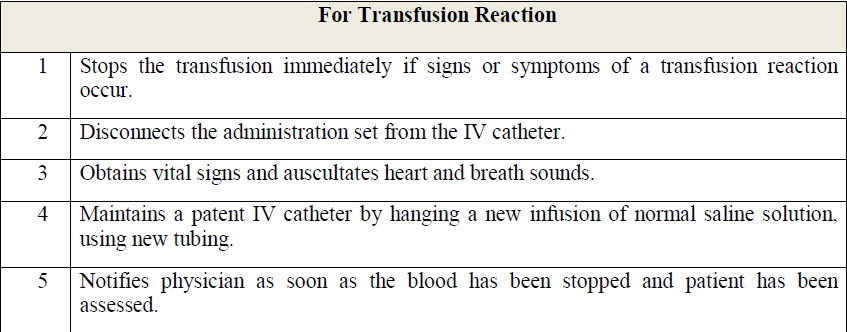 For Transfusion Reaction
1 Stops the transfusion immediately if signs or symptoms of a transfusion reaction
occur.
2 Disconnects the administration set from the IV catheter.
3 Obtains vital signs and auscultates heart and breath sounds.
4 Maintains a patent IV catheter by hanging a new infusion of normal saline solution,
using new tubing.
5 Notifies physician as soon as the blood has been stopped and patient has been
assessed.